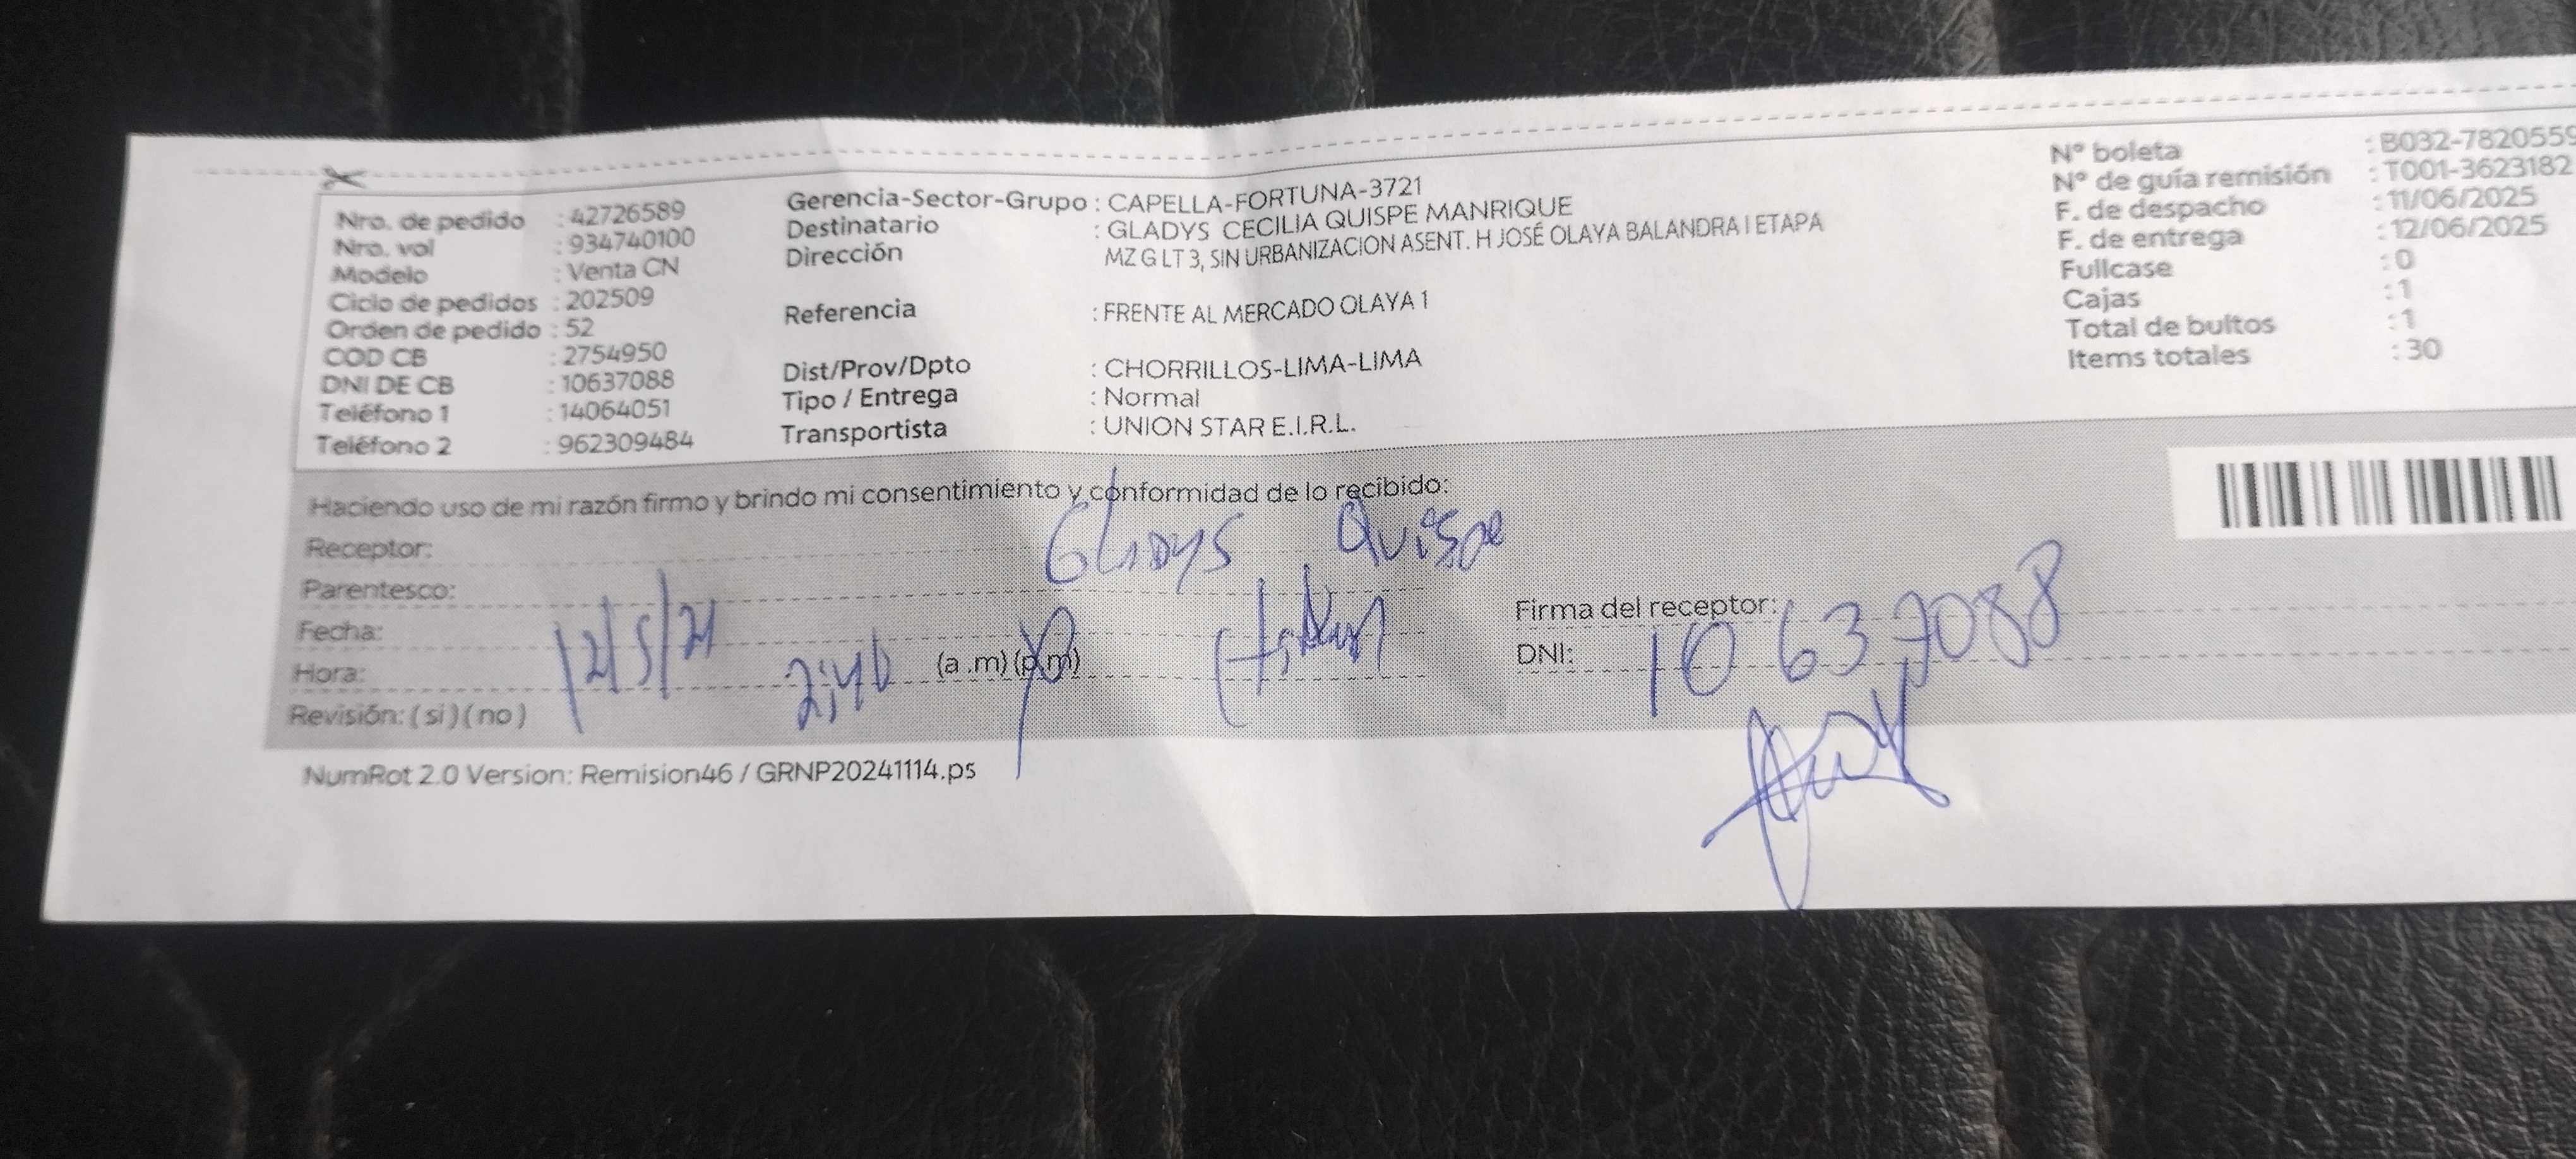 Nro. de pedido : 42726589
Nro. vol : 934740100
Modelo : Venta CN
Ciclo de pedidos : 202509
Orden de pedido : 52
COD CB : 2754950
DNI DE CB : 10637088
Teléfono 1 : 14064051
Teléfono 2 : 962309484
Gerencia-Sector-Grupo : CAPELLA-FORTUNA-3721
Destinatario : GLADYS CECILIA QUISPE MANRIQUE
Dirección MZ G LT 3, SIN URBANIZACION ASENT. H JOSÉ OLAYA BALANDRA I ETAPA
Referencia : FRENTE AL MERCADO OLAYA 1
Dist/Prov/Dpto : CHORRILLOS-LIMA-LIMA
Tipo / Entrega : Normal
Transportista : UNION STAR E.I.R.L.
Nº boleta : B032-7820559
Nº de guía remisión : T001-3623182
F. de despacho : 11/06/2025
F. de entrega : 12/06/2025
Fullcase : 0
Cajas : 1
Total de bultos : 1
Items totales : 30
Haciendo uso de mi razón firmo y brindo mi consentimiento y conformidad de lo recibido:
Receptor: Gladys Quispe
Parentesco:
Fecha: 12/5/21
Hora: 2:40 (a .m) (p.m)
Revisión: ( si ) ( no )
Firma del receptor:
DNI: 10637088
NumRot 2.0 Version: Remision46 / GRNP20241114.ps